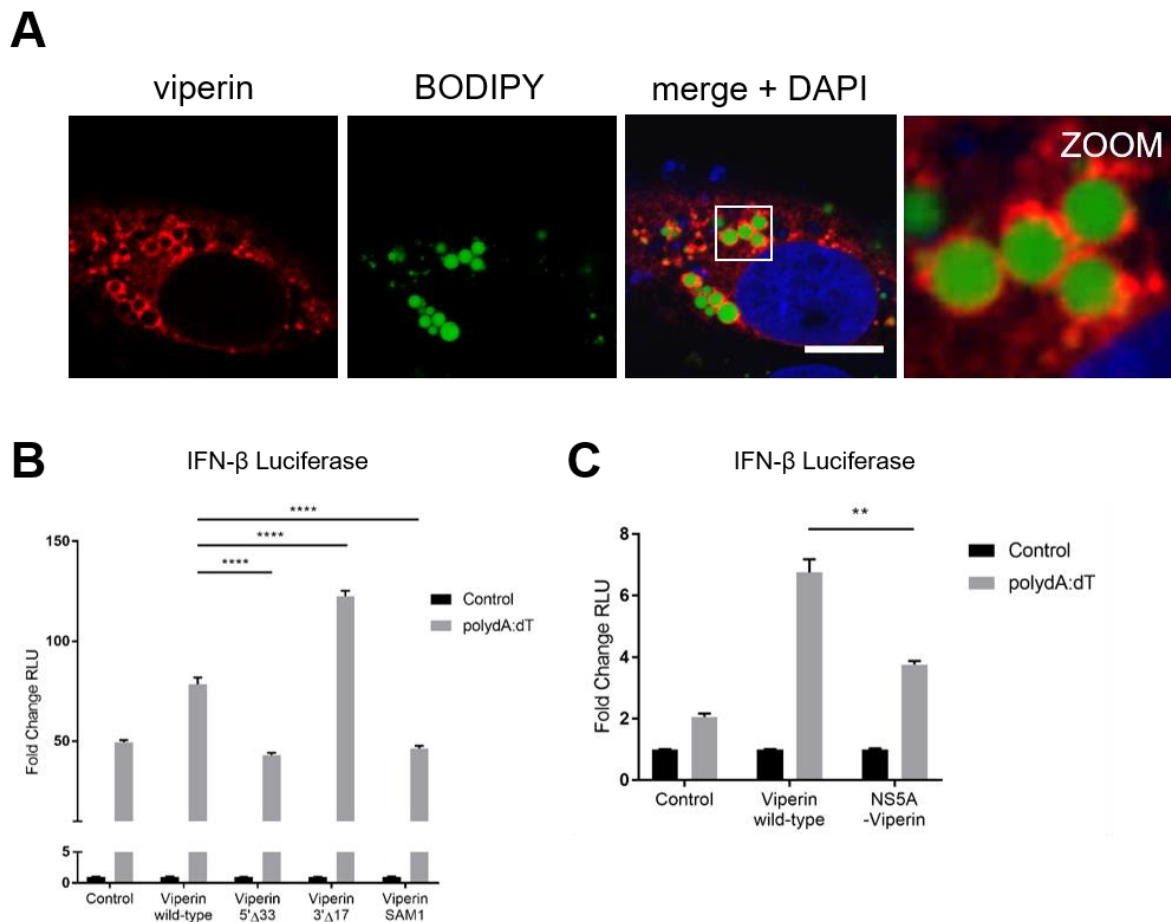 A
viperin
BODIPY
merge + DAPI
ZOOM
B
IFN-β Luciferase
****
****
****
150
100
50
5
0
Fold Change RLU
Control
polydA:dT
Control
Viperin
wild-type
Viperin
5'Δ33
Viperin
3'Δ17
Viperin
SAM1
C
IFN-β Luciferase
**
8
6
4
2
0
Fold Change RLU
Control
polydA:dT
Control
Viperin
wild-type
NS5A
-Viperin